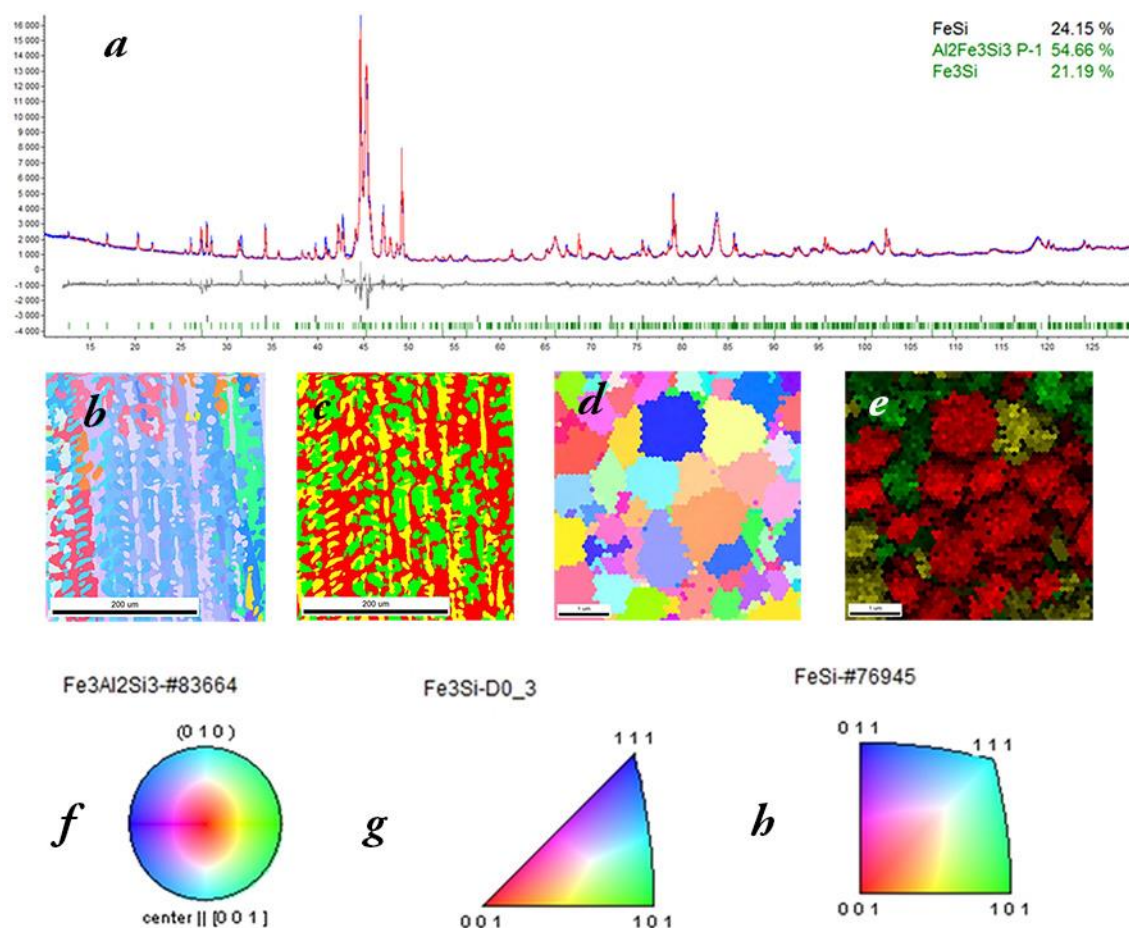 a
16 000
15 000
14 000
13 000
12 000
11 000
10 000
9 000
8 000
7 000
6 000
5 000
4 000
3 000
2 000
1 000
0
-1 000
-2 000
-3 000
-4 000
FeSi 24.15 %
Al2Fe3Si3 P-1 54.66 %
Fe3Si 21.19 %
15 20 25 30 35 40 45 50 55 60 65 70 75 80 85 90 95 100 105 110 115 120 125
b
200 um
c
200 um
d
1 um
e
1 um
Fe3Al2Si3-#83664
(0 1 0 )
f
center || [0 0 1 ]
Fe3Si-D0_3
1 1 1
g
0 0 1 1 0 1
FeSi-#76945
0 1 1
1 1 1
h
0 0 1 1 0 1